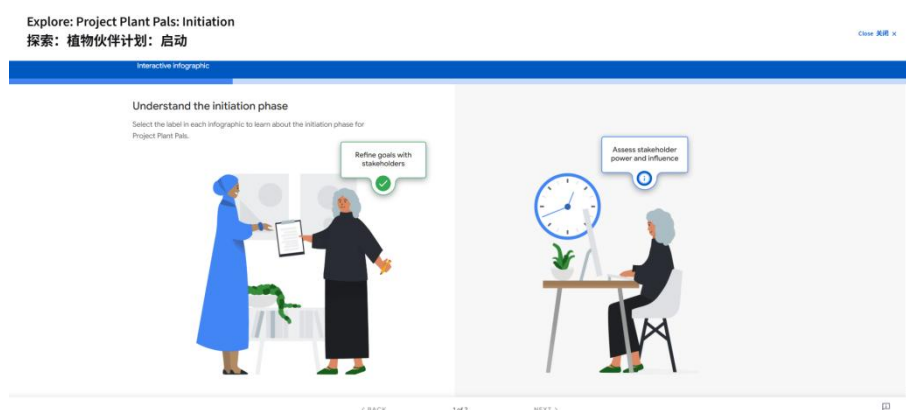 Explore: Project Plant Pals: Initiation
探索：植物伙伴计划：启动
Close 关闭 ×
Interactive infographic
Understand the initiation phase
Select the label in each infographic to learn about the initiation phase for
Project Plant Pals.
Refine goals with
stakeholders
Assess stakeholder
power and influence
< BACK
NEXT >